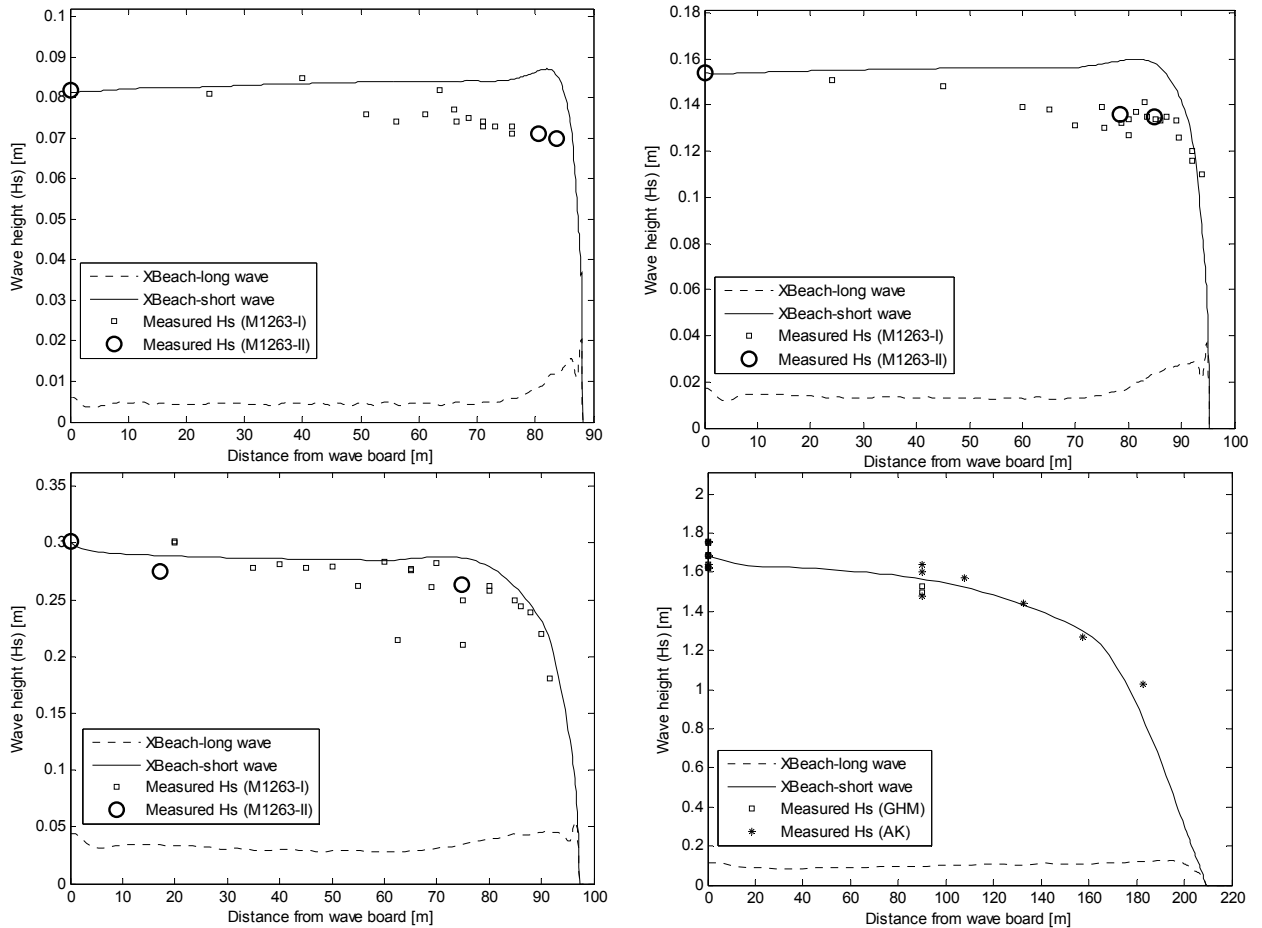 0.1
0.09
0.08
0.07
0.06
0.05
0.04
0.03
0.02
0.01
0
Wave height (Hs) [m]
XBeach-long wave
XBeach-short wave
Measured Hs (M1263-I)
Measured Hs (M1263-II)
0 10 20 30 40 50 60 70 80 90
Distance from wave board [m]
0.18
0.16
0.14
0.12
0.1
0.08
0.06
0.04
0.02
0
Wave height (Hs) [m]
XBeach-long wave
XBeach-short wave
Measured Hs (M1263-I)
Measured Hs (M1263-II)
0 10 20 30 40 50 60 70 80 90 100
Distance from wave board [m]
0.35
0.3
0.25
0.2
0.15
0.1
0.05
0
Wave height (Hs) [m]
XBeach-long wave
XBeach-short wave
Measured Hs (M1263-I)
Measured Hs (M1263-II)
0 10 20 30 40 50 60 70 80 90 100
Distance from wave board [m]
2
1.8
1.6
1.4
1.2
1
0.8
0.6
0.4
0.2
0
Wave height (Hs) [m]
XBeach-long wave
XBeach-short wave
Measured Hs (GHM)
Measured Hs (AK)
0 20 40 60 80 100 120 140 160 180 200 220
Distance from wave board [m]